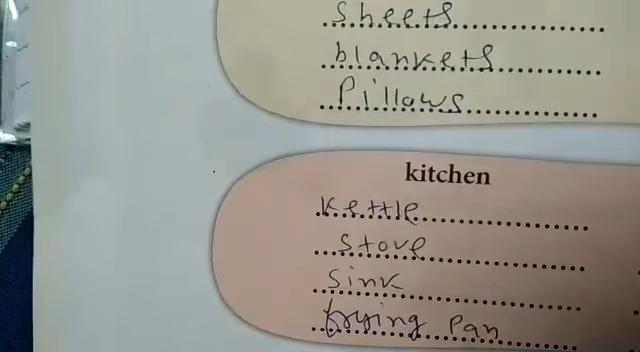 sheets
blankets
Pillows
kitchen
kettle
stove
sink
frying pan